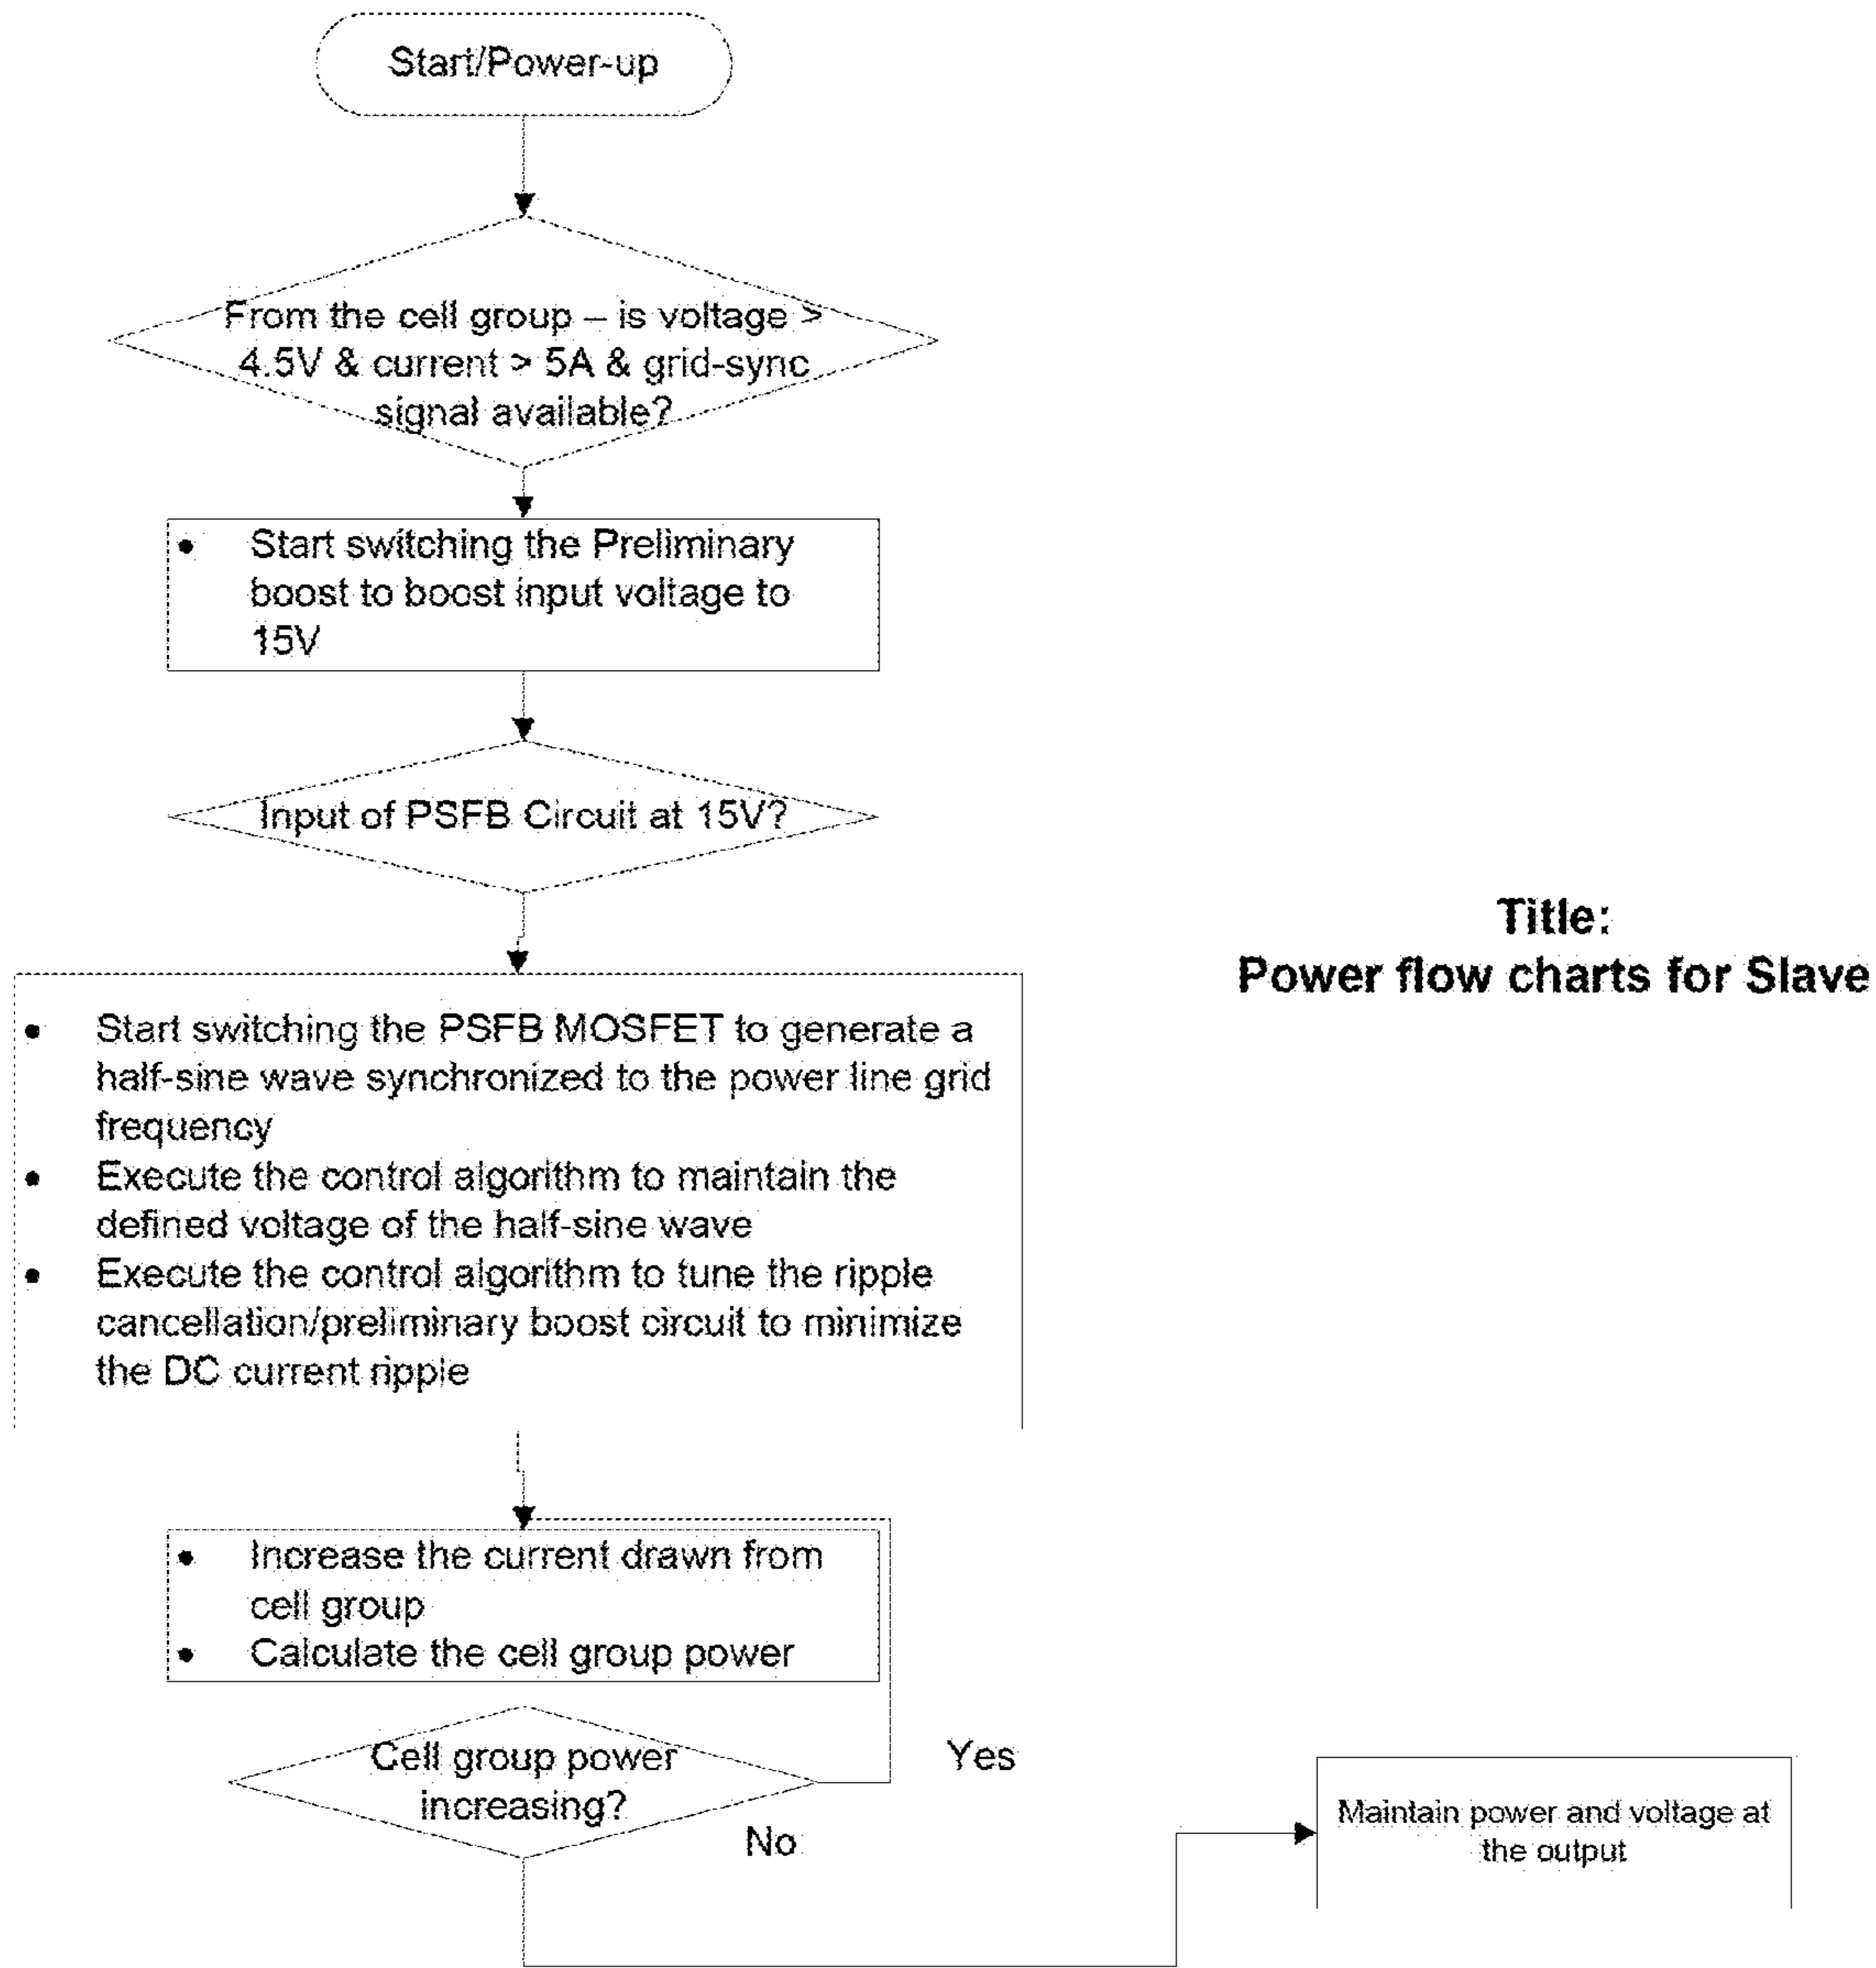 Start/Power-up
From the cell group – is voltage >
4.5V & current > 5A & grid-sync
signal available?
• Start switching the Preliminary
boost to boost input voltage to
15V
Input of PSFB Circuit at 15V?
Title:
Power flow charts for Slave
• Start switching the PSFB MOSFET to generate a
half-sine wave synchronized to the power line grid
frequency
• Execute the control algorithm to maintain the
defined voltage of the half-sine wave
• Execute the control algorithm to tune the ripple
cancellation/preliminary boost circuit to minimize
the DC current ripple
• Increase the current drawn from
cell group
• Calculate the cell group power
Cell group power
increasing?
Yes
No
Maintain power and voltage at
the output